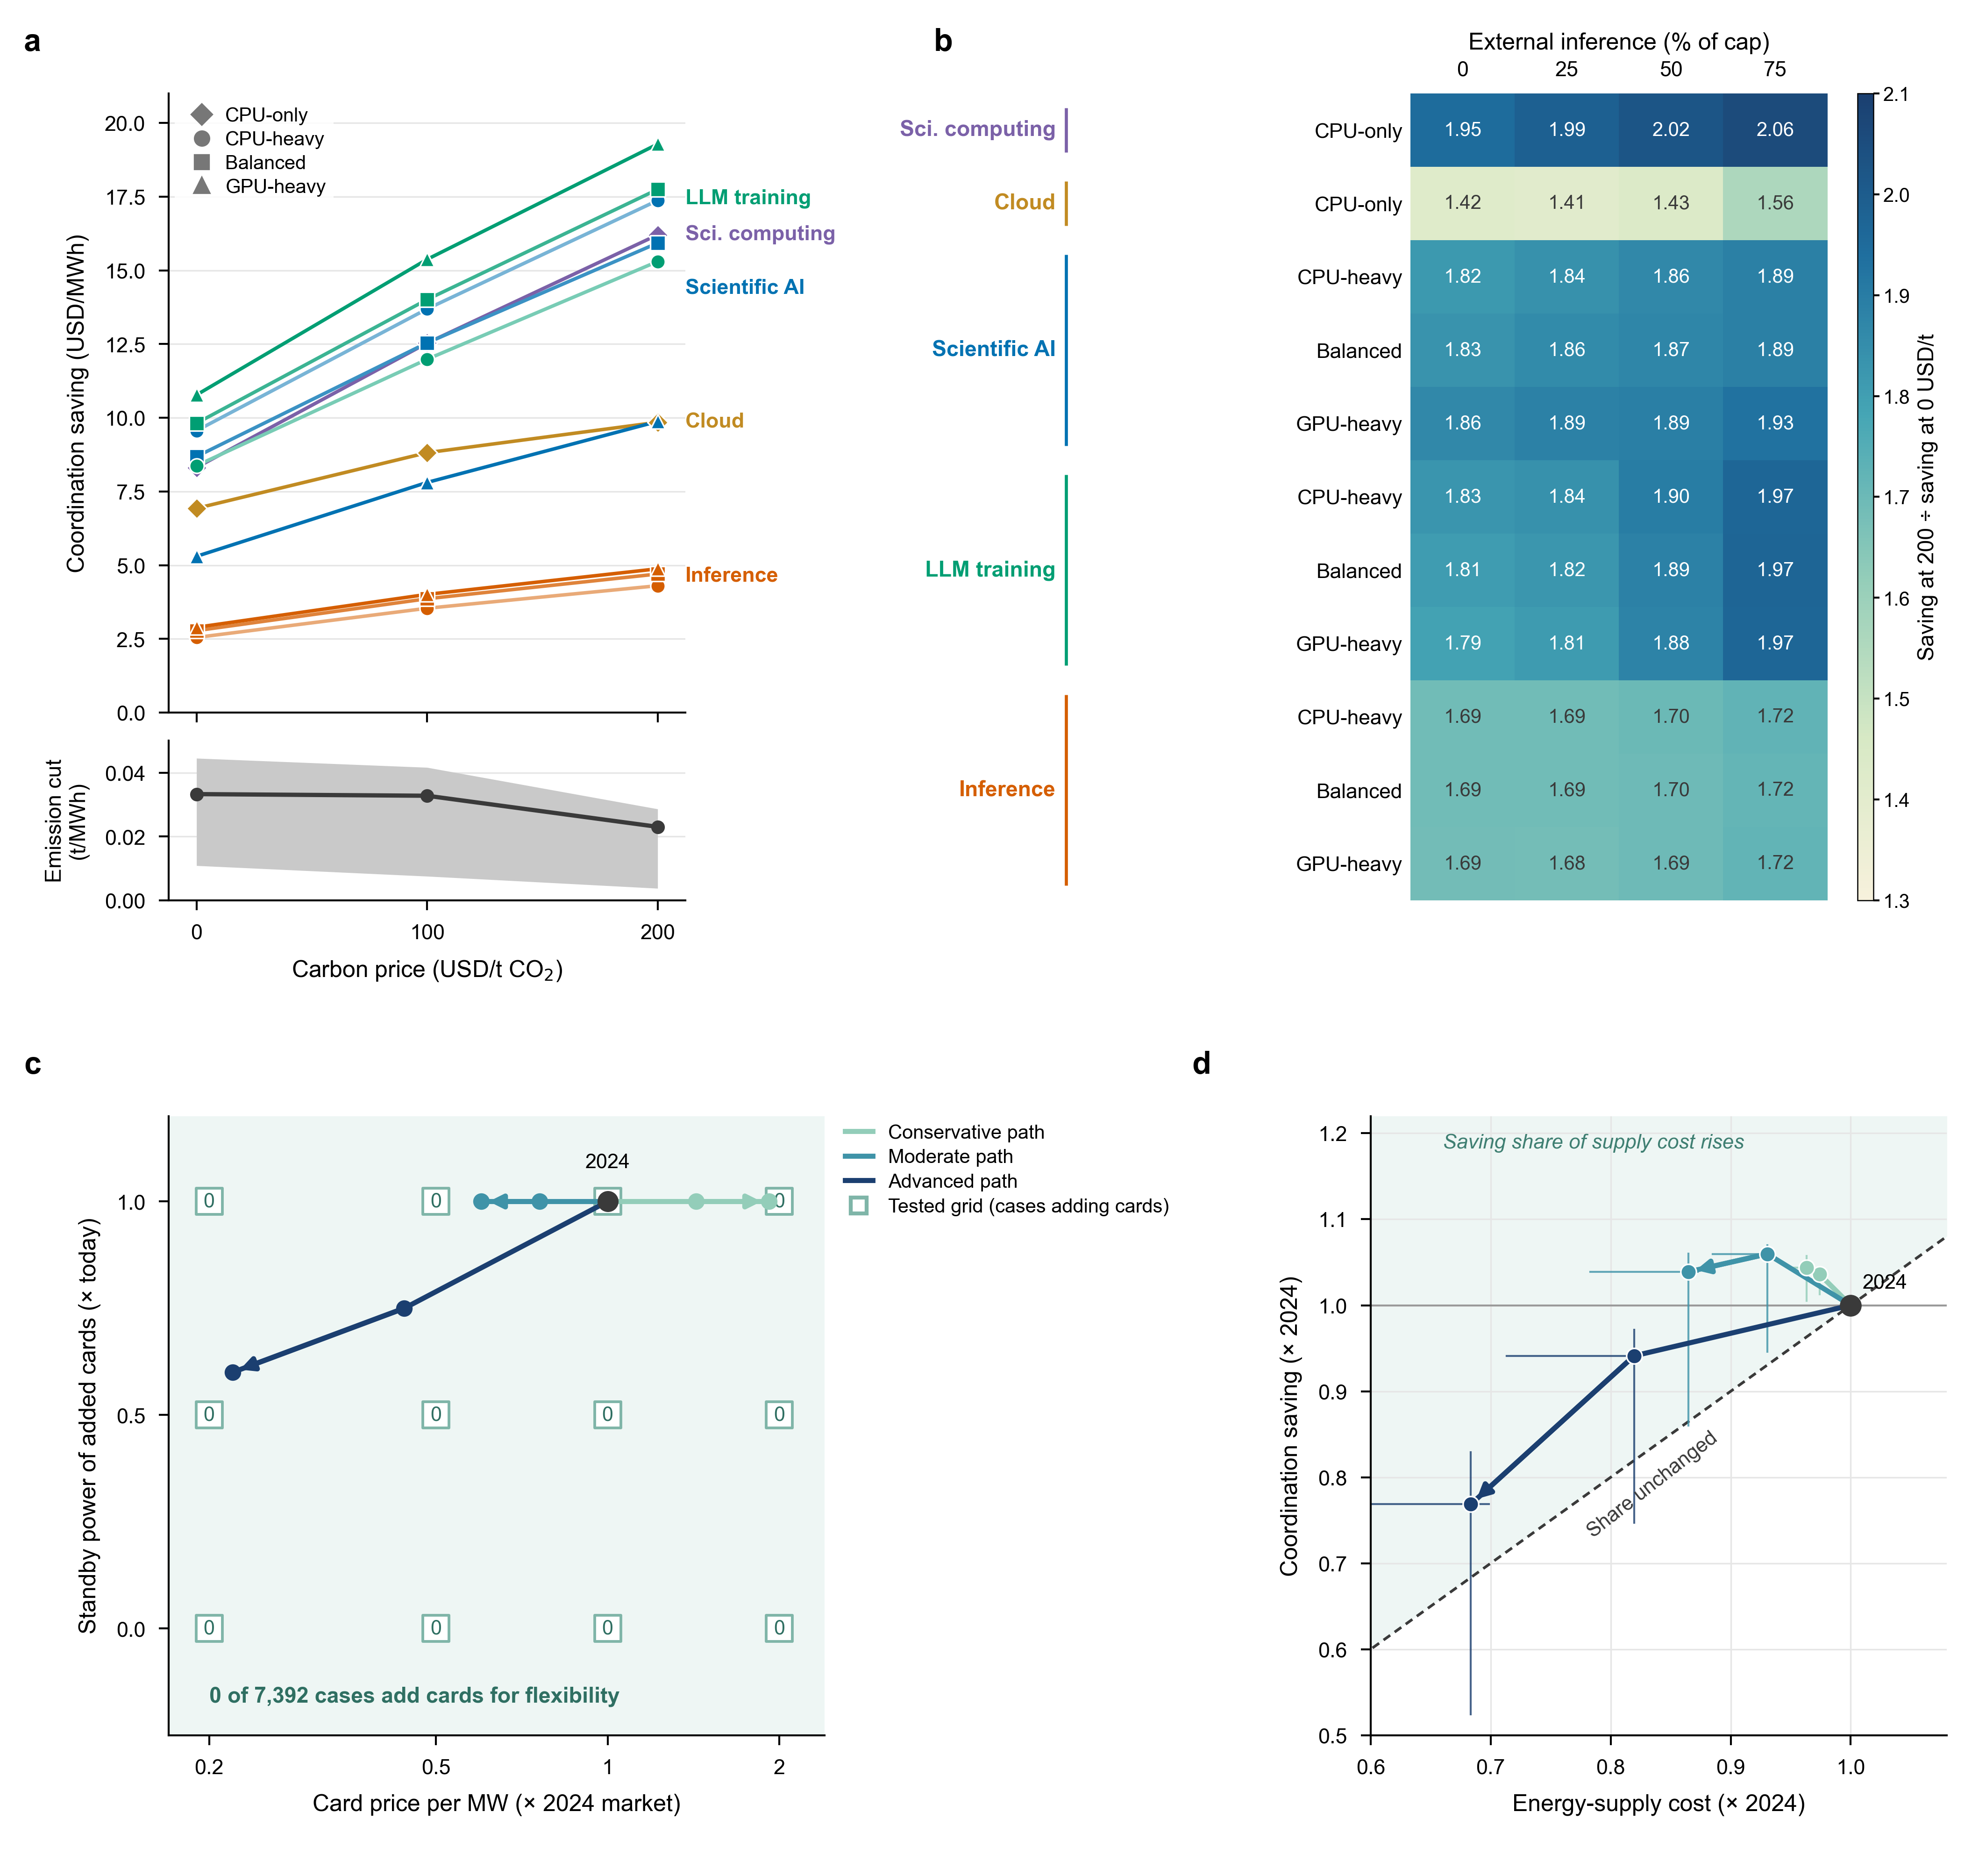 a
CPU-only
CPU-heavy
Balanced
GPU-heavy
20.0
17.5
15.0
12.5
10.0
7.5
5.0
2.5
0.0
Coordination saving (USD/MWh)
LLM training
Sci. computing
Scientific AI
Cloud
Inference
Emission cut
(t/MWh)
0.04
0.02
0.00
0 100 200
Carbon price (USD/t CO₂)
b
External inference (% of cap)
0 25 50 75
Sci. computing
CPU-only 1.95 1.99 2.02 2.06
Cloud
CPU-only 1.42 1.41 1.43 1.56
Scientific AI
CPU-heavy 1.82 1.84 1.86 1.89
Balanced 1.83 1.86 1.87 1.89
GPU-heavy 1.86 1.89 1.89 1.93
LLM training
CPU-heavy 1.83 1.84 1.90 1.97
Balanced 1.81 1.82 1.89 1.97
GPU-heavy 1.79 1.81 1.88 1.97
Inference
CPU-heavy 1.69 1.69 1.70 1.72
Balanced 1.69 1.69 1.70 1.72
GPU-heavy 1.69 1.68 1.69 1.72
2.1
2.0
1.9
1.8
1.7
1.6
1.5
1.4
1.3
Saving at 200 ÷ saving at 0 USD/t
c
Conservative path
Moderate path
Advanced path
Tested grid (cases adding cards)
2024
1.0
0.5
0.0
Standby power of added cards (× today)
0 0 0
0 0 0 0
0 0 0 0
0 of 7,392 cases add cards for flexibility
0.2 0.5 1 2
Card price per MW (× 2024 market)
d
Saving share of supply cost rises
1.2
1.1
1.0
0.9
0.8
0.7
0.6
0.5
Coordination saving (× 2024)
2024
Share unchanged
0.6 0.7 0.8 0.9 1.0
Energy-supply cost (× 2024)